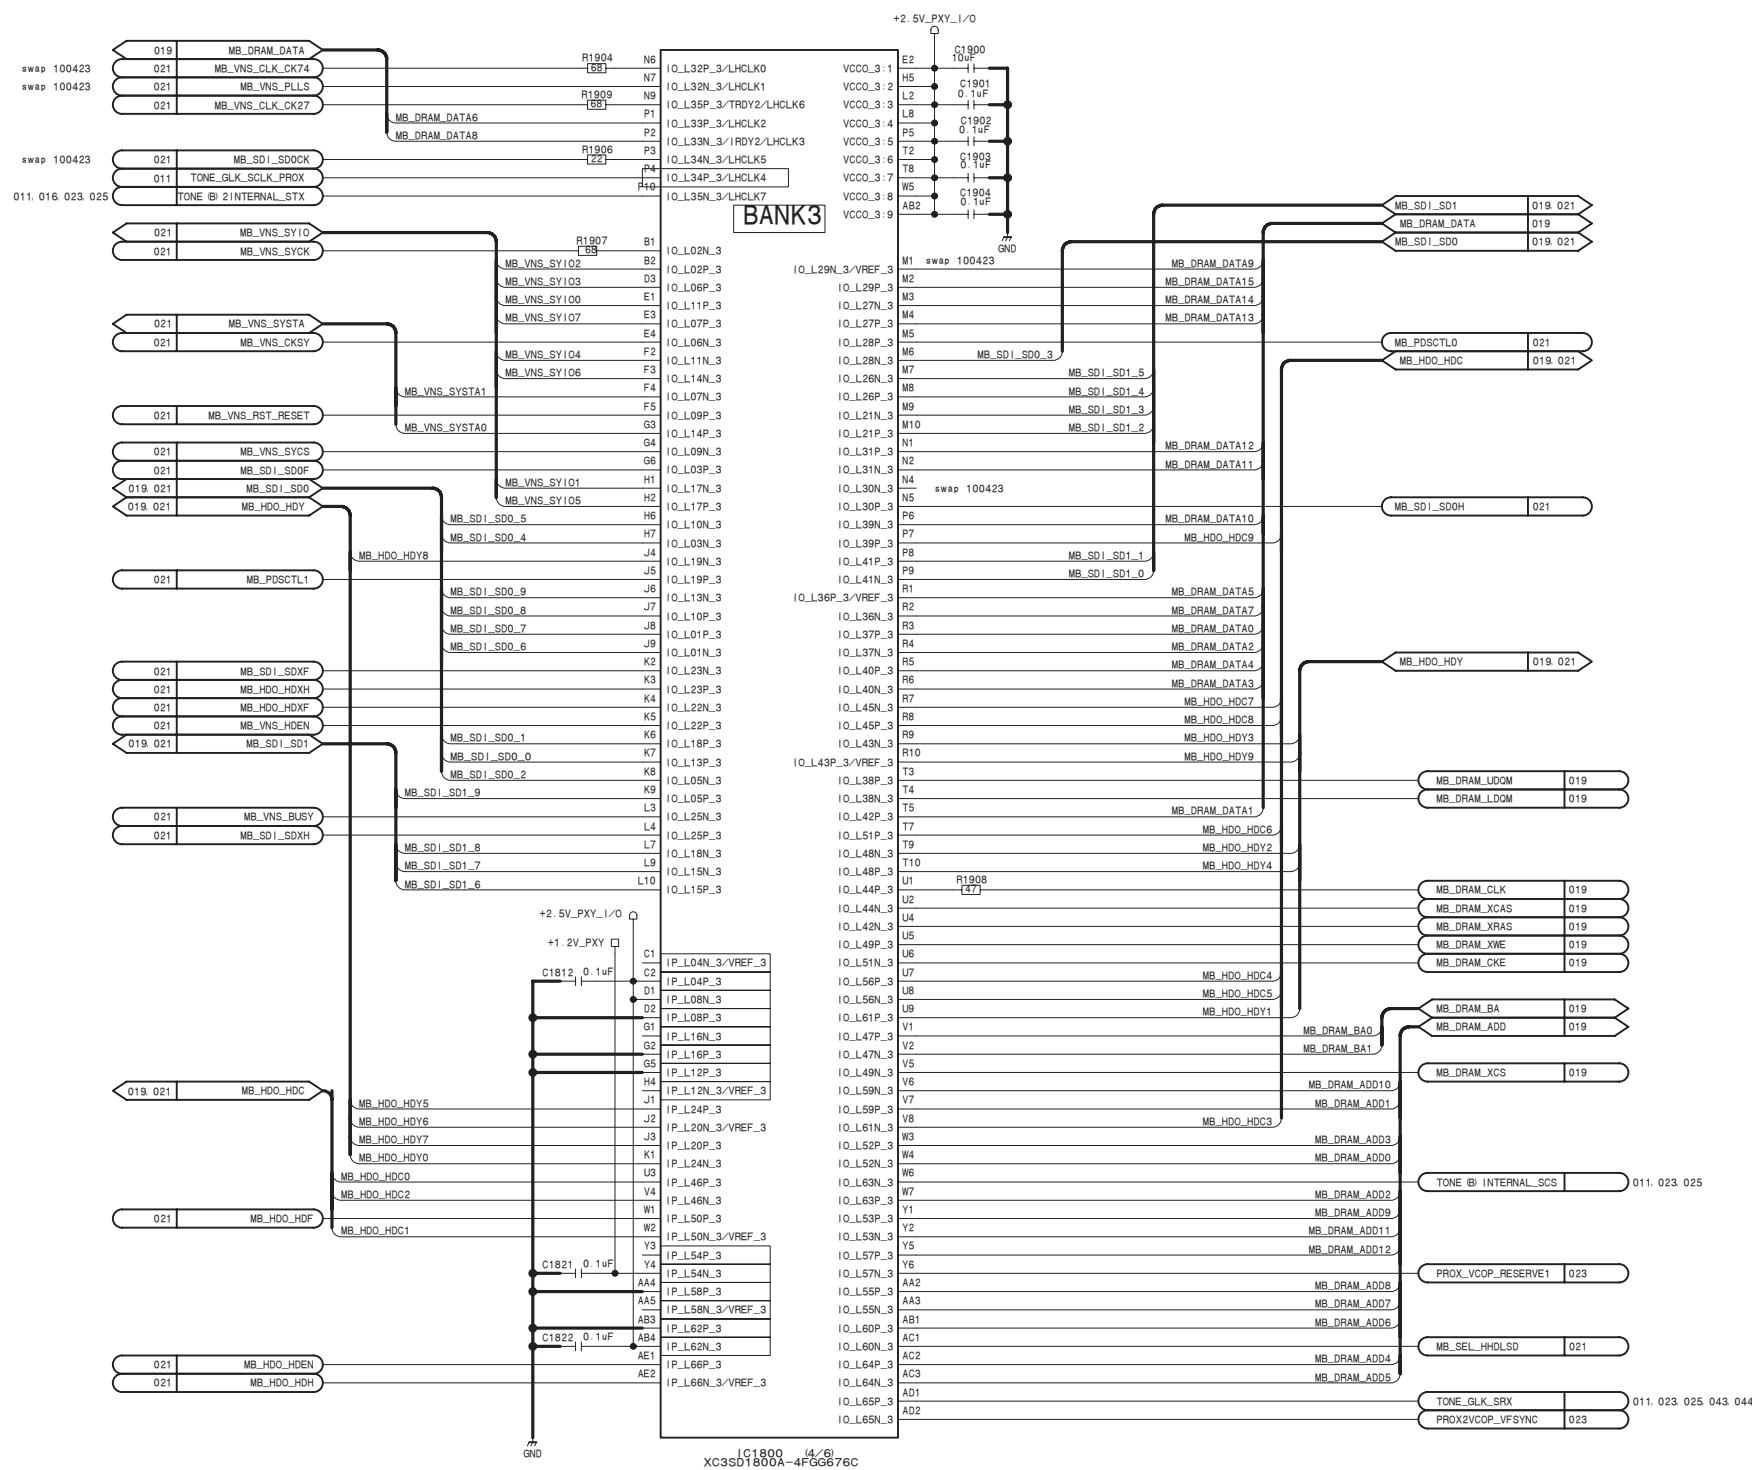 +2.5V_PXY_I/O
019 MB_DRAM_DATA
swap 100423 021 MB_VNS_CLK_CK74 R1904 68 N6 IO_L32P_3/LHCLK0 VCCO_3:1 E2 C1900 10uF
swap 100423 021 MB_VNS_PLLS N7 IO_L32N_3/LHCLK1 VCCO_3:2 H5
021 MB_VNS_CLK_CK27 R1909 68 N9 IO_L35P_3/TRDY2/LHCLK6 VCCO_3:3 L2 C1901 0.1uF
MB_DRAM_DATA6 P1 IO_L33P_3/LHCLK2 VCCO_3:4 L8
MB_DRAM_DATA8 P2 IO_L33N_3/IRDY2/LHCLK3 VCCO_3:5 P5 C1902 0.1uF
swap 100423 021 MB_SDI_SDOCK R1906 22 P3 IO_L34N_3/LHCLK5 VCCO_3:6 T2
011 TONE_GLK_SCLK_PROX P4 IO_L34P_3/LHCLK4 VCCO_3:7 T8 C1903 0.1uF
011, 016, 023, 025 TONE (B) 2INTERNAL_STX P10 IO_L35N_3/LHCLK7 VCCO_3:8 W5
BANK3 VCCO_3:9 AB2 C1904 0.1uF
GND
MB_SDI_SD1 019, 021
MB_DRAM_DATA 019
021 MB_VNS_SYIO MB_SDI_SD0 019, 021
021 MB_VNS_SYCK R1907 68 B1 IO_L02N_3
MB_VNS_SYIO2 B2 IO_L02P_3 IO_L29N_3/VREF_3 M1 swap 100423 MB_DRAM_DATA9
MB_VNS_SYIO3 D3 IO_L06P_3 IO_L29P_3 M2 MB_DRAM_DATA15
MB_VNS_SYIO0 E1 IO_L11P_3 IO_L27N_3 M3 MB_DRAM_DATA14
021 MB_VNS_SYSTA MB_VNS_SYIO7 E3 IO_L07P_3 IO_L27P_3 M4 MB_DRAM_DATA13
021 MB_VNS_CKSY E4 IO_L06N_3 IO_L28P_3 M5 MB_PDSCTL0 021
MB_VNS_SYIO4 F2 IO_L11N_3 IO_L28N_3 M6 MB_SDI_SD0_3 MB_HDO_HDC 019, 021
MB_VNS_SYIO6 F3 IO_L14N_3 IO_L26N_3 M7 MB_SDI_SD1_5
MB_VNS_SYSTA1 F4 IO_L07N_3 IO_L26P_3 M8 MB_SDI_SD1_4
021 MB_VNS_RST_RESET F5 IO_L09P_3 IO_L21N_3 M9 MB_SDI_SD1_3
MB_VNS_SYSTA0 G3 IO_L14P_3 IO_L21P_3 M10 MB_SDI_SD1_2
021 MB_VNS_SYCS G4 IO_L09N_3 IO_L31P_3 N1 MB_DRAM_DATA12
021 MB_SDI_SD0F G6 IO_L03P_3 IO_L31N_3 N2 MB_DRAM_DATA11
019, 021 MB_SDI_SD0 MB_VNS_SYIO1 H1 IO_L17N_3 IO_L30N_3 N4 swap 100423
019, 021 MB_HDO_HDY MB_VNS_SYIO5 H2 IO_L17P_3 IO_L30P_3 N5 MB_SDI_SD0H 021
MB_SDI_SD0_5 H6 IO_L10N_3 IO_L39N_3 P6 MB_DRAM_DATA10
MB_SDI_SD0_4 H7 IO_L03N_3 IO_L39P_3 P7 MB_HDO_HDC9
MB_HDO_HDY8 J4 IO_L19N_3 IO_L41P_3 P8 MB_SDI_SD1_1
021 MB_PDSCTL1 J5 IO_L19P_3 IO_L41N_3 P9 MB_SDI_SD1_0
MB_SDI_SD0_9 J6 IO_L13N_3 IO_L36P_3/VREF_3 R1 MB_DRAM_DATA5
MB_SDI_SD0_8 J7 IO_L10P_3 IO_L36N_3 R2 MB_DRAM_DATA7
MB_SDI_SD0_7 J8 IO_L01P_3 IO_L37P_3 R3 MB_DRAM_DATA0
MB_SDI_SD0_6 J9 IO_L01N_3 IO_L37N_3 R4 MB_DRAM_DATA2
021 MB_SDI_SDXF K2 IO_L23N_3 IO_L40P_3 R5 MB_DRAM_DATA4 MB_HDO_HDY 019, 021
021 MB_HDO_HDXH K3 IO_L23P_3 IO_L40N_3 R6 MB_DRAM_DATA3
021 MB_HDO_HDXF K4 IO_L22N_3 IO_L45N_3 R7 MB_HDO_HDC7
021 MB_VNS_HDEN K5 IO_L22P_3 IO_L45P_3 R8 MB_HDO_HDC8
019, 021 MB_SDI_SD1 MB_SDI_SD0_1 K6 IO_L18P_3 IO_L43N_3 R9 MB_HDO_HDY3
MB_SDI_SD0_0 K7 IO_L13P_3 IO_L43P_3/VREF_3 R10 MB_HDO_HDY9
MB_SDI_SD0_2 K8 IO_L05N_3 IO_L38P_3 T3 MB_DRAM_UDQM 019
MB_SDI_SD1_9 K9 IO_L05P_3 IO_L38N_3 T4 MB_DRAM_LDQM 019
021 MB_VNS_BUSY L3 IO_L25N_3 IO_L42P_3 T5 MB_DRAM_DATA1
021 MB_SDI_SDXH L4 IO_L25P_3 IO_L51P_3 T7 MB_HDO_HDC6
MB_SDI_SD1_8 L7 IO_L18N_3 IO_L48N_3 T9 MB_HDO_HDY2
MB_SDI_SD1_7 L9 IO_L15N_3 IO_L48P_3 T10 MB_HDO_HDY4
MB_SDI_SD1_6 L10 IO_L15P_3 IO_L44P_3 U1 R1908 47 MB_DRAM_CLK 019
IO_L44N_3 U2 MB_DRAM_XCAS 019
+2.5V_PXY_I/O IO_L42N_3 U4 MB_DRAM_XRAS 019
+1.2V_PXY IO_L49P_3 U5 MB_DRAM_XWE 019
C1 IP_L04N_3/VREF_3 IO_L51N_3 U6 MB_DRAM_CKE 019
C1812 0.1uF C2 IP_L04P_3 IO_L56P_3 U7 MB_HDO_HDC4
D1 IP_L08N_3 IO_L56N_3 U8 MB_HDO_HDC5
D2 IP_L08P_3 IO_L61P_3 U9 MB_HDO_HDY1 MB_DRAM_BA 019
G1 IP_L16N_3 IO_L47P_3 V1 MB_DRAM_BA0 MB_DRAM_ADD 019
G2 IP_L16P_3 IO_L47N_3 V2 MB_DRAM_BA1
G5 IP_L12P_3 IO_L49N_3 V5 MB_DRAM_XCS 019
019, 021 MB_HDO_HDC H4 IP_L12N_3/VREF_3 IO_L59N_3 V6 MB_DRAM_ADD10
MB_HDO_HDY5 J1 IP_L24P_3 IO_L59P_3 V7 MB_DRAM_ADD1
MB_HDO_HDY6 J2 IP_L20N_3/VREF_3 IO_L61N_3 V8 MB_HDO_HDC3
MB_HDO_HDY7 J3 IP_L20P_3 IO_L52P_3 W3 MB_DRAM_ADD3
MB_HDO_HDY0 K1 IP_L24N_3 IO_L52N_3 W4 MB_DRAM_ADD0
MB_HDO_HDC0 U3 IP_L46P_3 IO_L63N_3 W6 TONE (B) INTERNAL_SCS 011, 023, 025
MB_HDO_HDC2 V4 IP_L46N_3 IO_L63P_3 W7 MB_DRAM_ADD2
021 MB_HDO_HDF W1 IP_L50P_3 IO_L53P_3 Y1 MB_DRAM_ADD9
MB_HDO_HDC1 W2 IP_L50N_3/VREF_3 IO_L53N_3 Y2 MB_DRAM_ADD11
Y3 IP_L54P_3 IO_L57P_3 Y5 MB_DRAM_ADD12
C1821 0.1uF Y4 IP_L54N_3 IO_L57N_3 Y6 PROX_VCOP_RESERVE1 023
AA4 IP_L58P_3 IO_L55P_3 AA2 MB_DRAM_ADD8
AA5 IP_L58N_3/VREF_3 IO_L55N_3 AA3 MB_DRAM_ADD7
AB3 IP_L62P_3 IO_L60P_3 AB1 MB_DRAM_ADD6
C1822 0.1uF AB4 IP_L62N_3 IO_L60N_3 AC1 MB_SEL_HHDLSD 021
021 MB_HDO_HDEN AE1 IP_L66P_3 IO_L64P_3 AC2 MB_DRAM_ADD4
021 MB_HDO_HDH AE2 IP_L66N_3/VREF_3 IO_L64N_3 AC3 MB_DRAM_ADD5
IO_L65P_3 AD1 TONE_GLK_SRX 011, 023, 025, 043, 044
IO_L65N_3 AD2 PROX2VCOP_VFSYNC 023
GND
IC1800 (4/6)
XC3SD1800A-4FGG676C